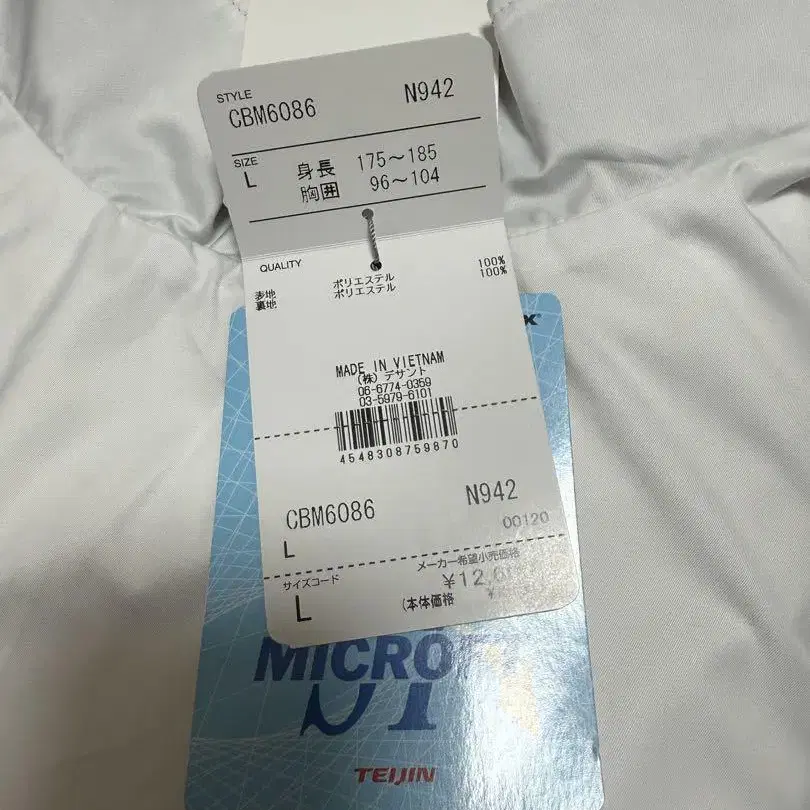 STYLE
CBM6086 N942
SIZE
L 身長 175～185
胸囲 96～104
QUALITY
表地 ポリエステル 100%
裏地 ポリエステル 100%
MADE IN VIETNAM
(株)デサント
06-6774-0359
03-5979-6101
4548308759870
CBM6086 N942
L 00120
メーカー希望小売価格
サイズコード
L (本体価格 ¥
MICRO
TEIJIN